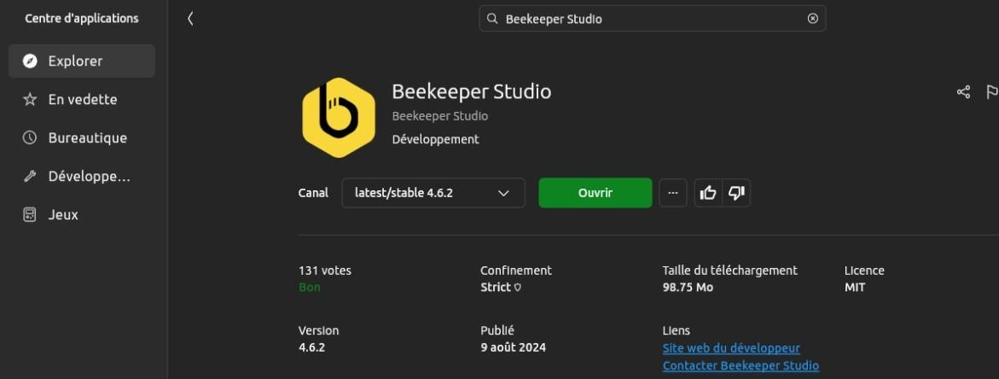 Centre d'applications
Beekeeper Studio
Explorer
En vedette
Bureautique
Développe...
Jeux
Beekeeper Studio
Beekeeper Studio
Développement
Canal
latest/stable 4.6.2
Ouvrir
...
131 votes
Bon
Confinement
Strict
Taille du téléchargement
98.75 Mo
Licence
MIT
Version
4.6.2
Publié
9 août 2024
Liens
Site web du développeur
Contacter Beekeeper Studio